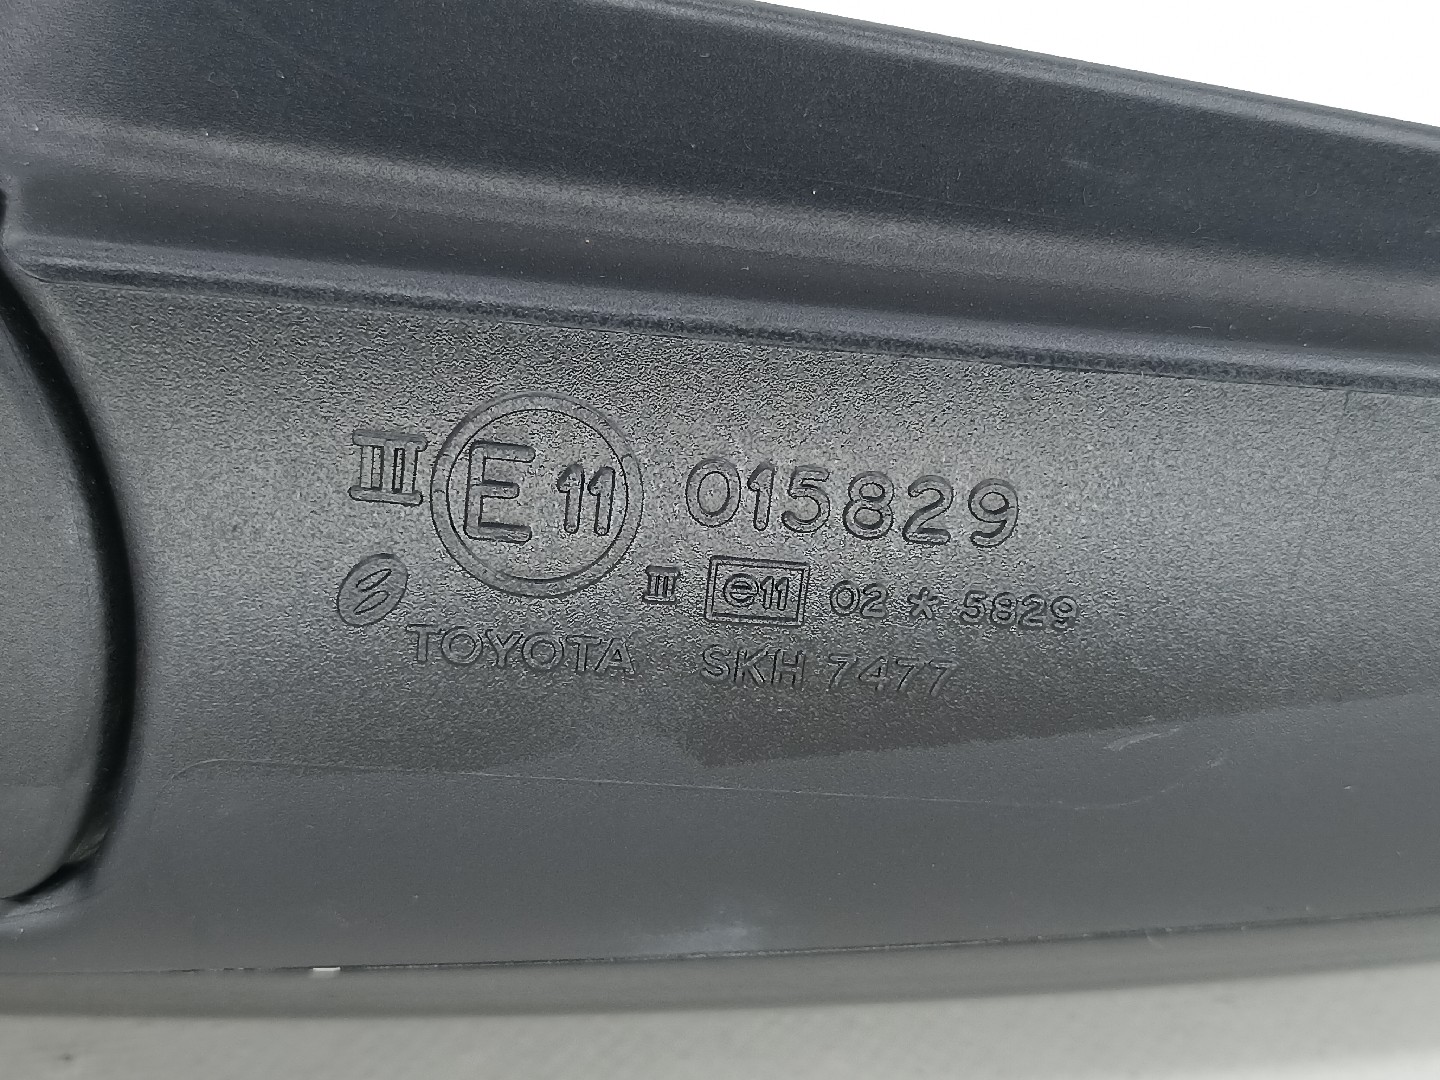 III E 11 015829
III e11 02 * 5829
TOYOTA SKH 7477